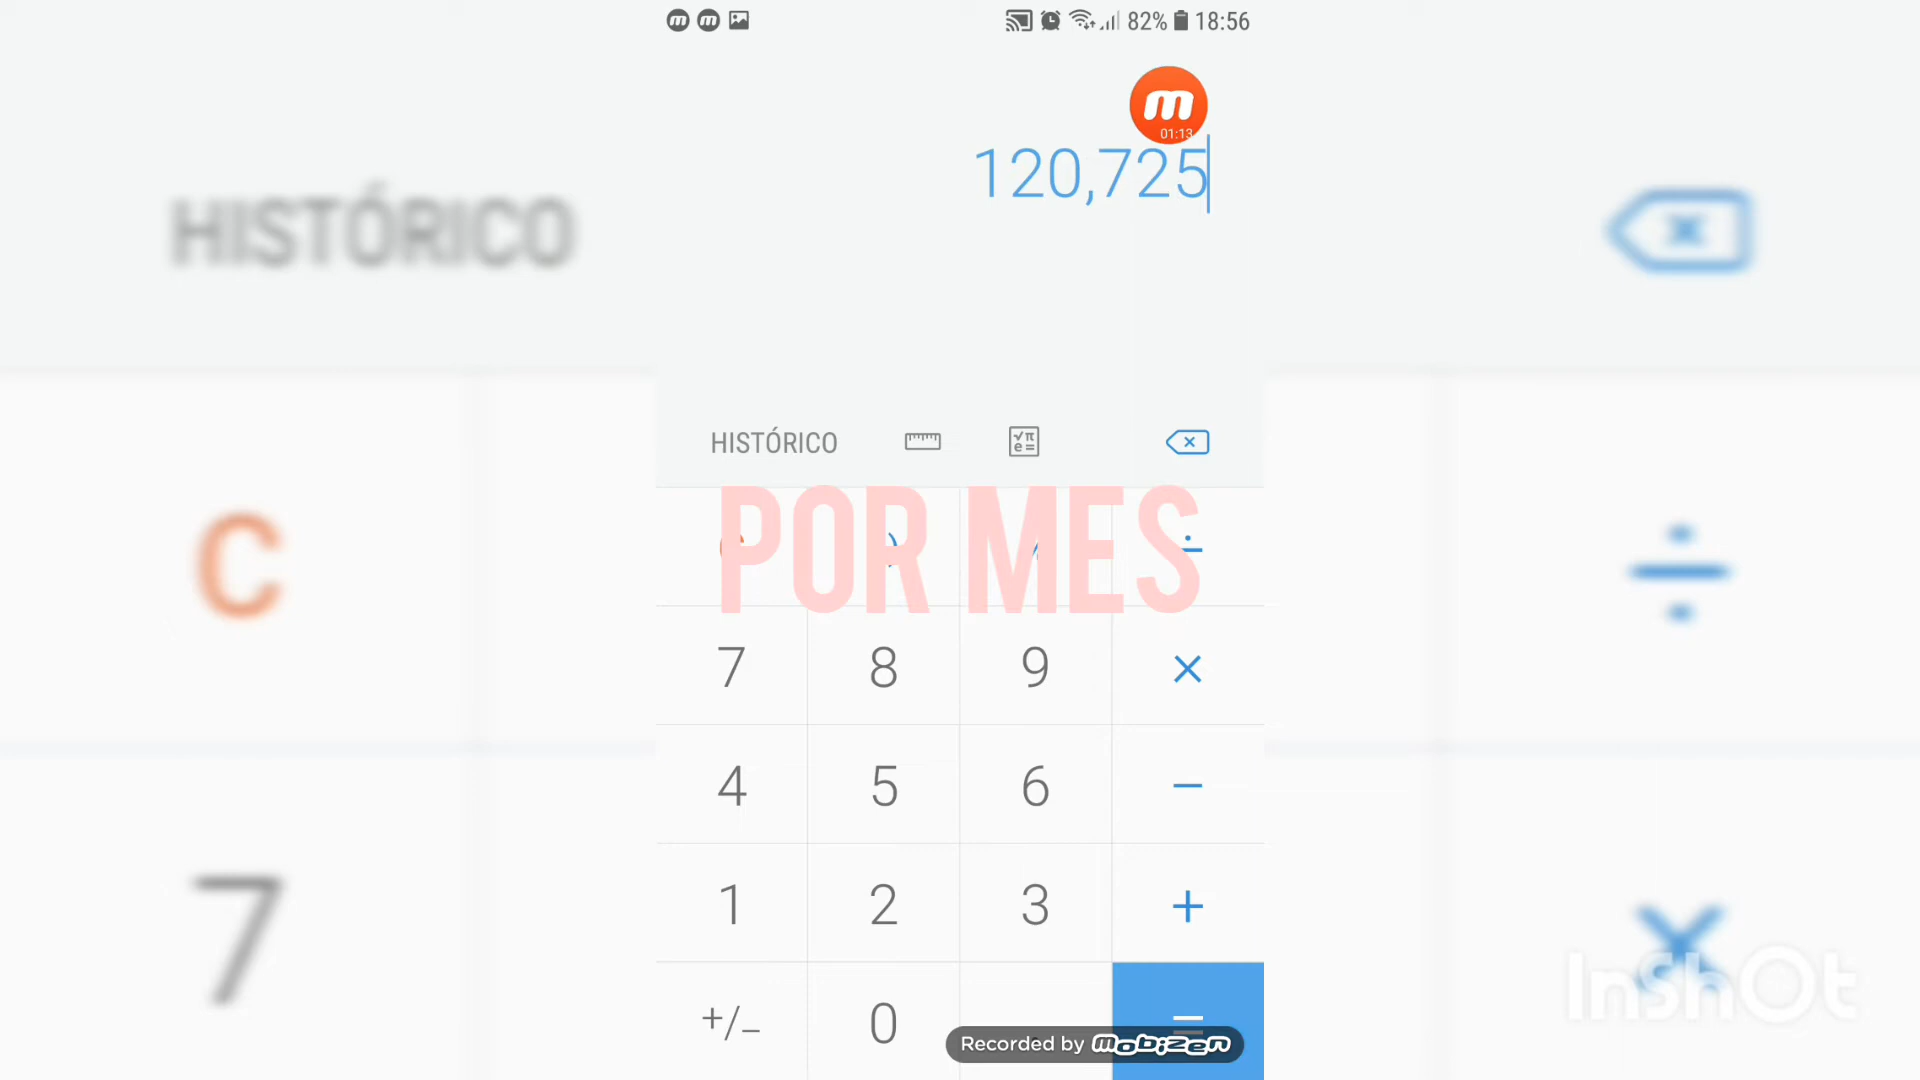 82% 18:56
m
01:13
120,725
HISTÓRICO
HISTÓRICO
√π
e=
POR MES
C
÷
7 8 9 ×
4 5 6 −
1 2 3 +
+/− 0 =
7
×
Recorded by mobizen
InShOt